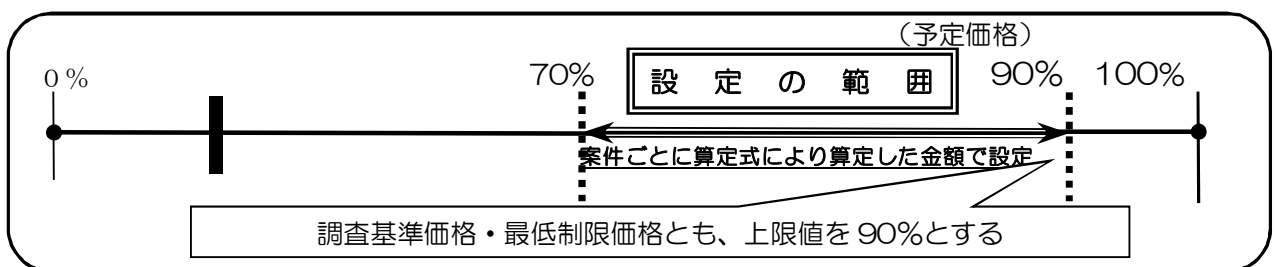 （予定価格）
0% 70% 設定の範囲 90% 100%
案件ごとに算定式により算定した金額で設定
調査基準価格・最低制限価格とも、上限値を90%とする